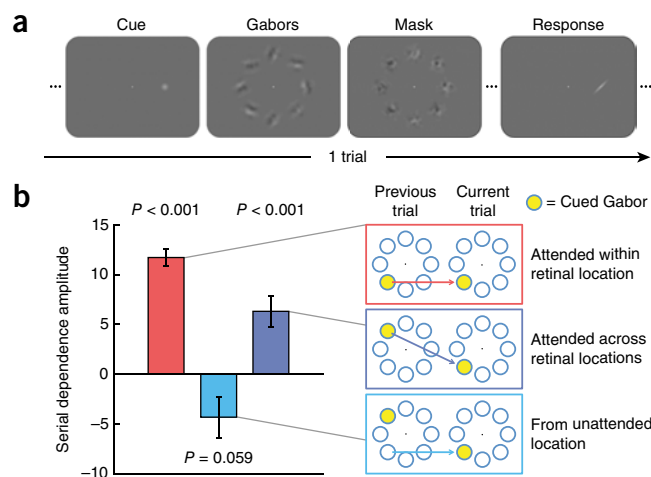 a
Cue
Gabors
Mask
Response
...
...
...
1 trial
b
P < 0.001
P < 0.001
Previous trial
Current trial
= Cued Gabor
Serial dependence amplitude
15
10
5
0
−5
−10
P = 0.059
Attended within
retinal location
Attended across
retinal locations
From unattended
location